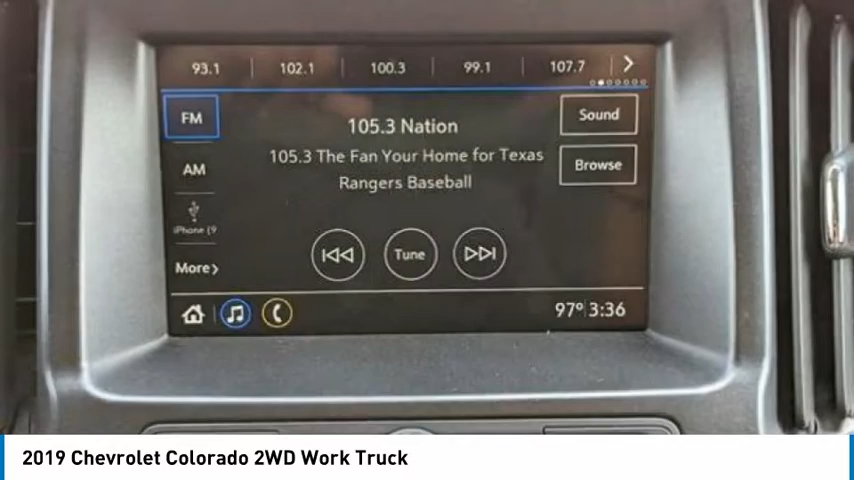 93.1 102.1 100.3 99.1 107.7
FM
105.3 Nation
Sound
105.3 The Fan Your Home for Texas
Rangers Baseball
AM
Browse
iPhone (9
Tune
More
97° 3:36
2019 Chevrolet Colorado 2WD Work Truck